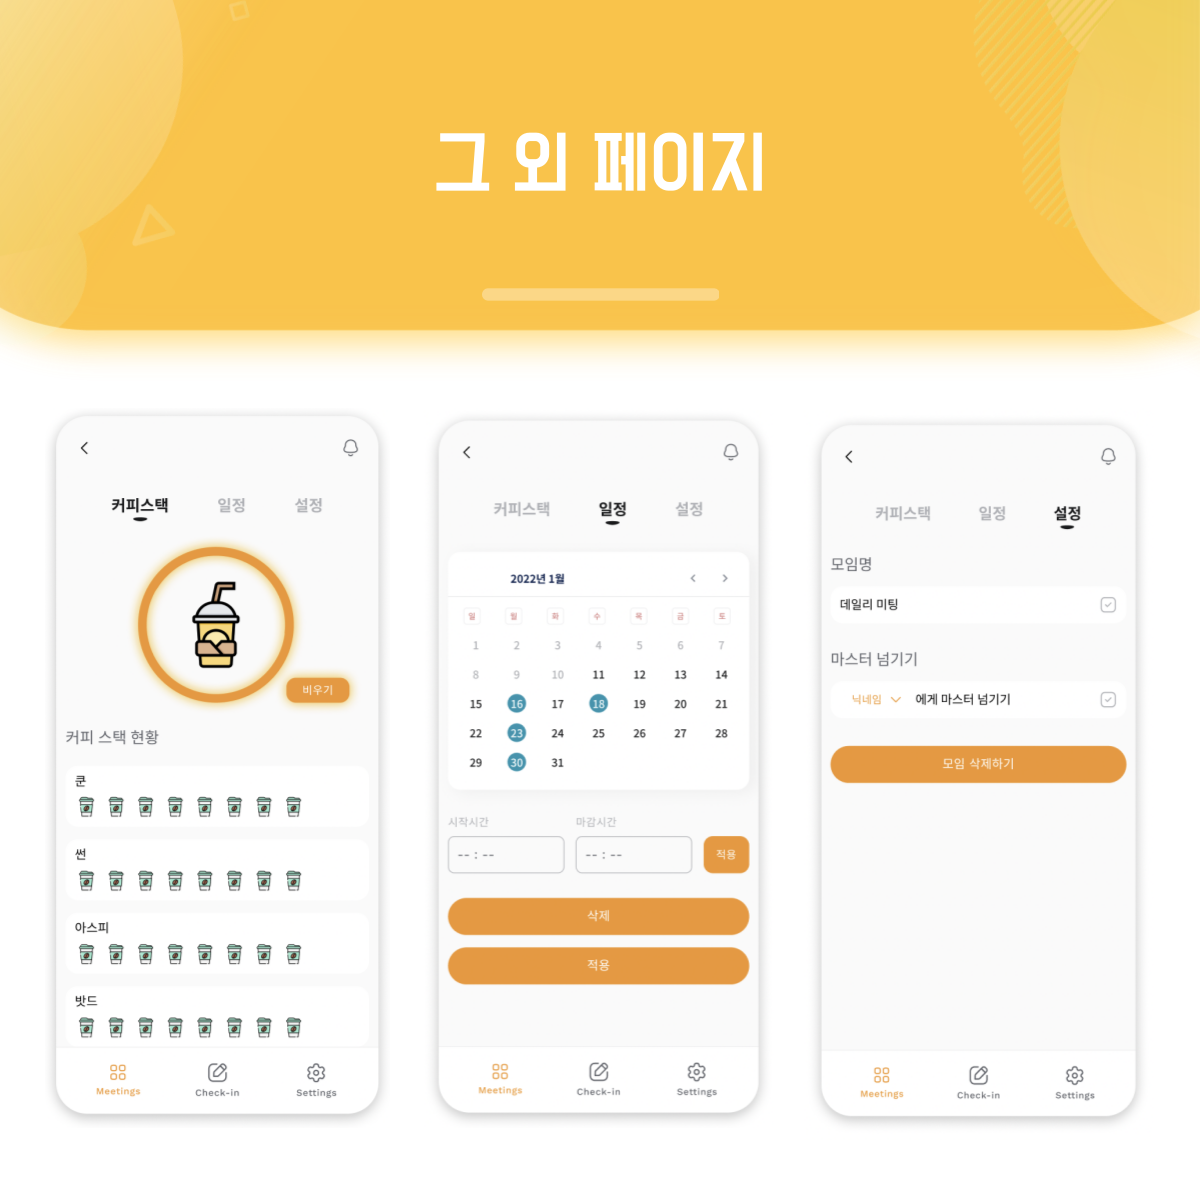 그 외 페이지
커피스택 일정 설정
비우기
커피 스택 현황
쿤
썬
아스피
밧드
Meetings Check-in Settings
커피스택 일정 설정
2022년 1월
일 월 화 수 목 금 토
1 2 3 4 5 6 7
8 9 10 11 12 13 14
15 16 17 18 19 20 21
22 23 24 25 26 27 28
29 30 31
시작시간 마감시간
-- : -- -- : -- 적용
삭제
적용
Meetings Check-in Settings
커피스택 일정 설정
모임명
데일리 미팅
마스터 넘기기
닉네임 에게 마스터 넘기기
모임 삭제하기
Meetings Check-in Settings